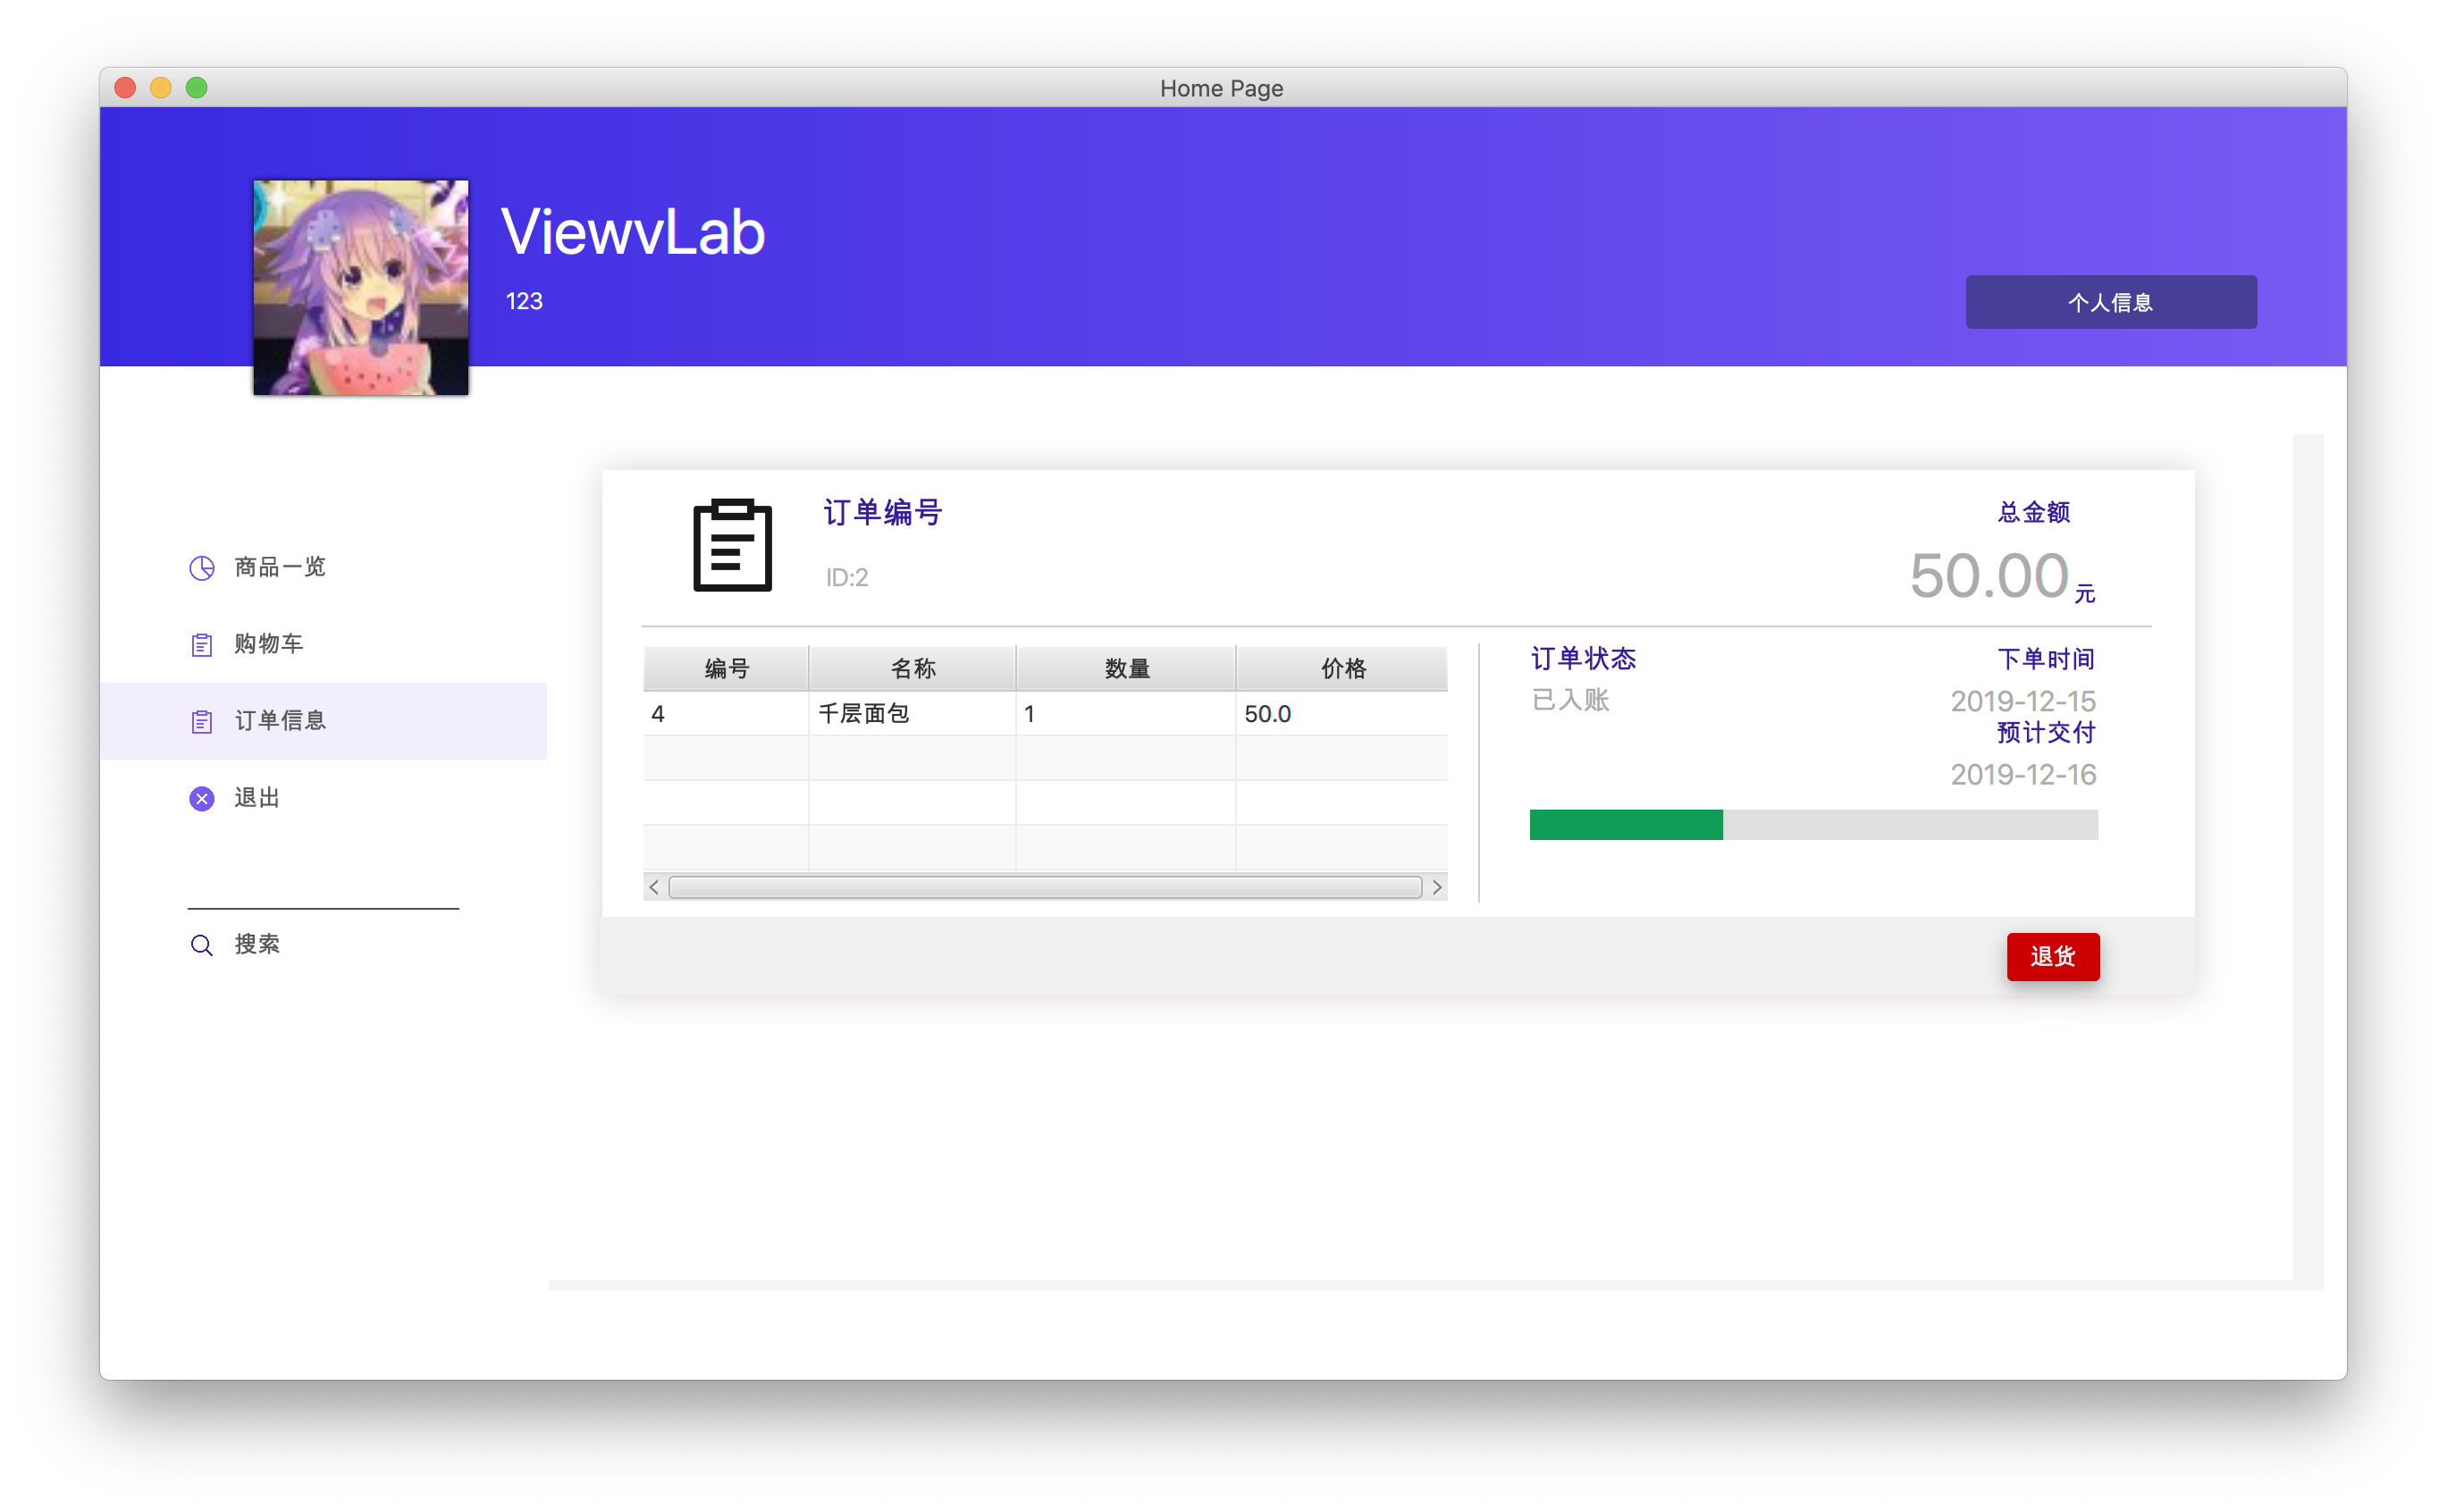 Home Page
ViewvLab
123
个人信息
商品一览
购物车
订单信息
退出
搜索
订单编号
ID:2
总金额
50.00 元
编号 名称 数量 价格
4 千层面包 1 50.0
订单状态
已入账
下单时间
2019-12-15
预计交付
2019-12-16
退货